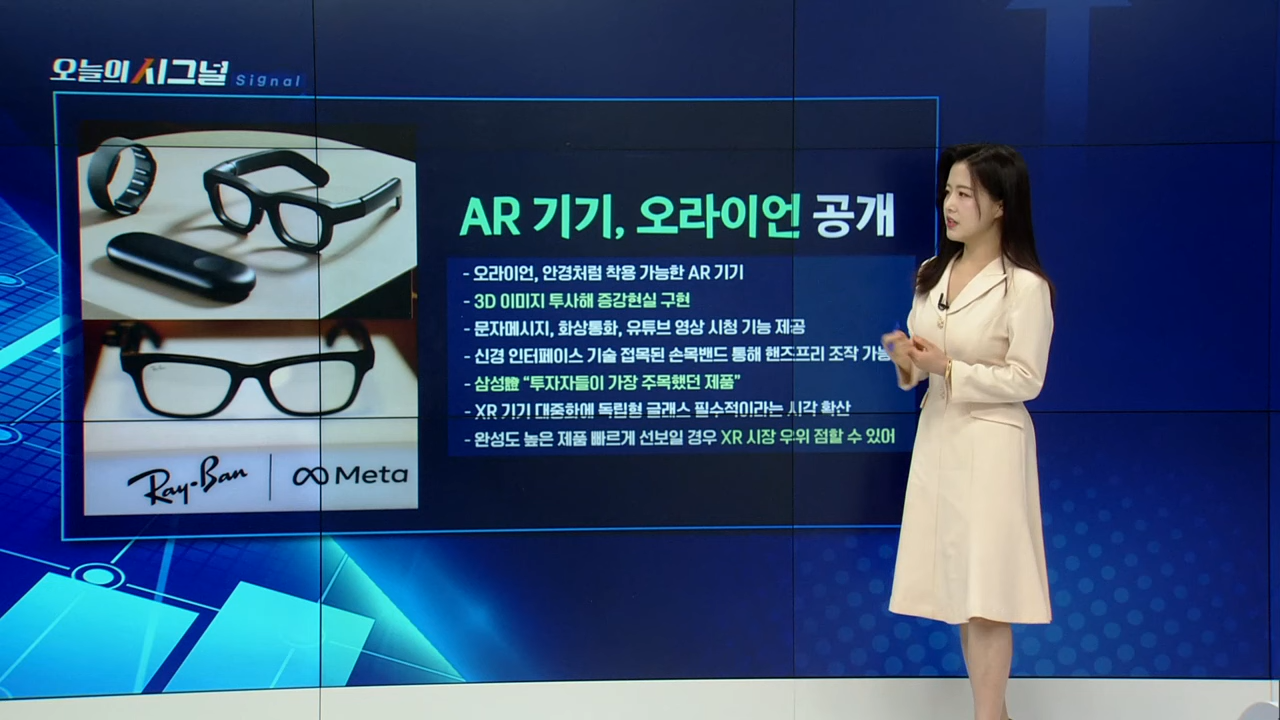 오늘의 시그널 Signal
AR 기기, 오라이언 공개
- 오라이언, 안경처럼 착용 가능한 AR 기기
- 3D 이미지 투사해 증강현실 구현
- 문자메시지, 화상통화, 유튜브 영상 시청 기능 제공
- 신경 인터페이스 기술 접목된 손목밴드 통해 핸즈프리 조작 가능
- 삼성證 “투자자들이 가장 주목했던 제품”
- XR 기기 대중화에 독립형 글래스 필수적이라는 시각 확산
- 완성도 높은 제품 빠르게 선보일 경우 XR 시장 우위 점할 수 있어
Ray-Ban
Ray-Ban | Meta